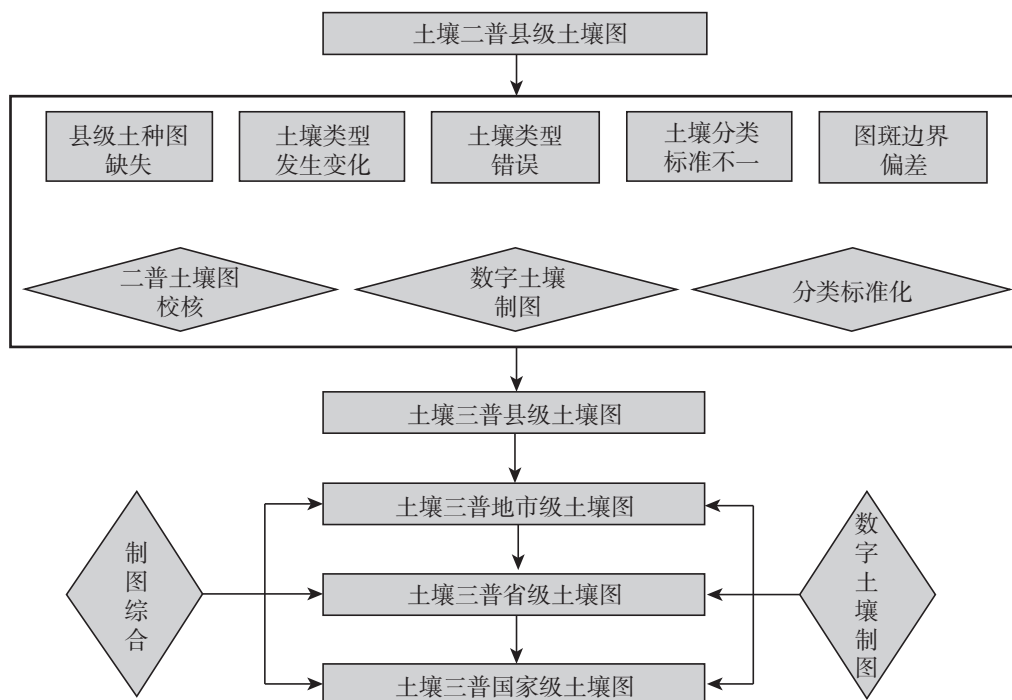 土壤二普县级土壤图
县级土种图
缺失
土壤类型
发生变化
土壤类型
错误
土壤分类
标准不一
图斑边界
偏差
二普土壤图
校核
数字土壤
制图
分类标准化
土壤三普县级土壤图
土壤三普地市级土壤图
制图综合
数字土壤制图
土壤三普省级土壤图
土壤三普国家级土壤图